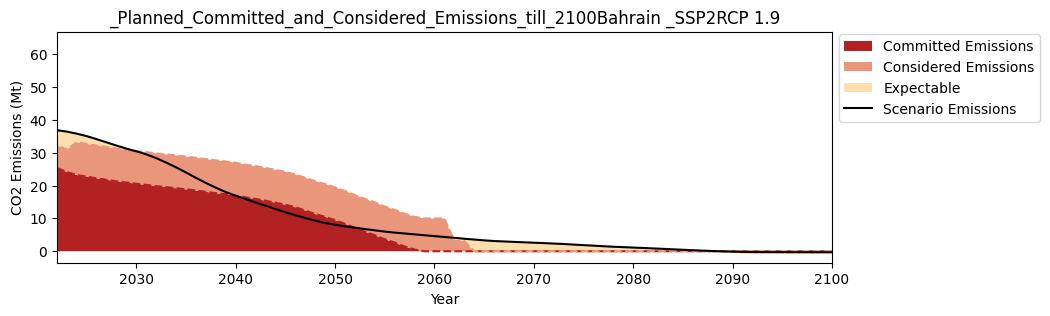 _Planned_Committed_and_Considered_Emissions_till_2100Bahrain _SSP2RCP 1.9
CO2 Emissions (Mt)
60
50
40
30
20
10
0
2030 2040 2050 2060 2070 2080 2090 2100
Year
Committed Emissions
Considered Emissions
Expectable
Scenario Emissions